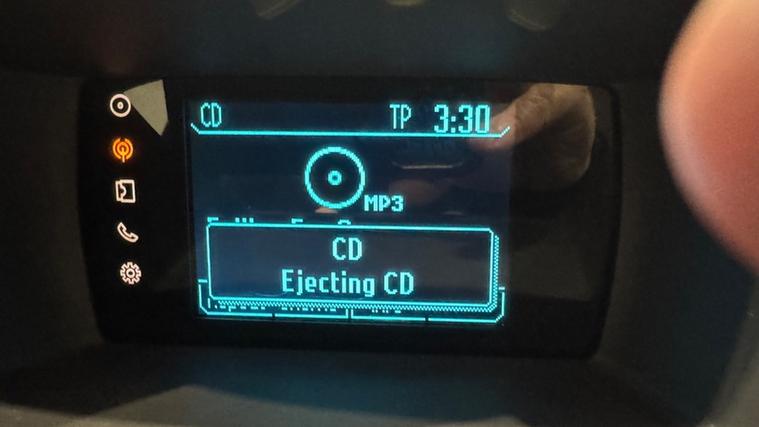 CD TP 3:30
MP3
CD
Ejecting CD